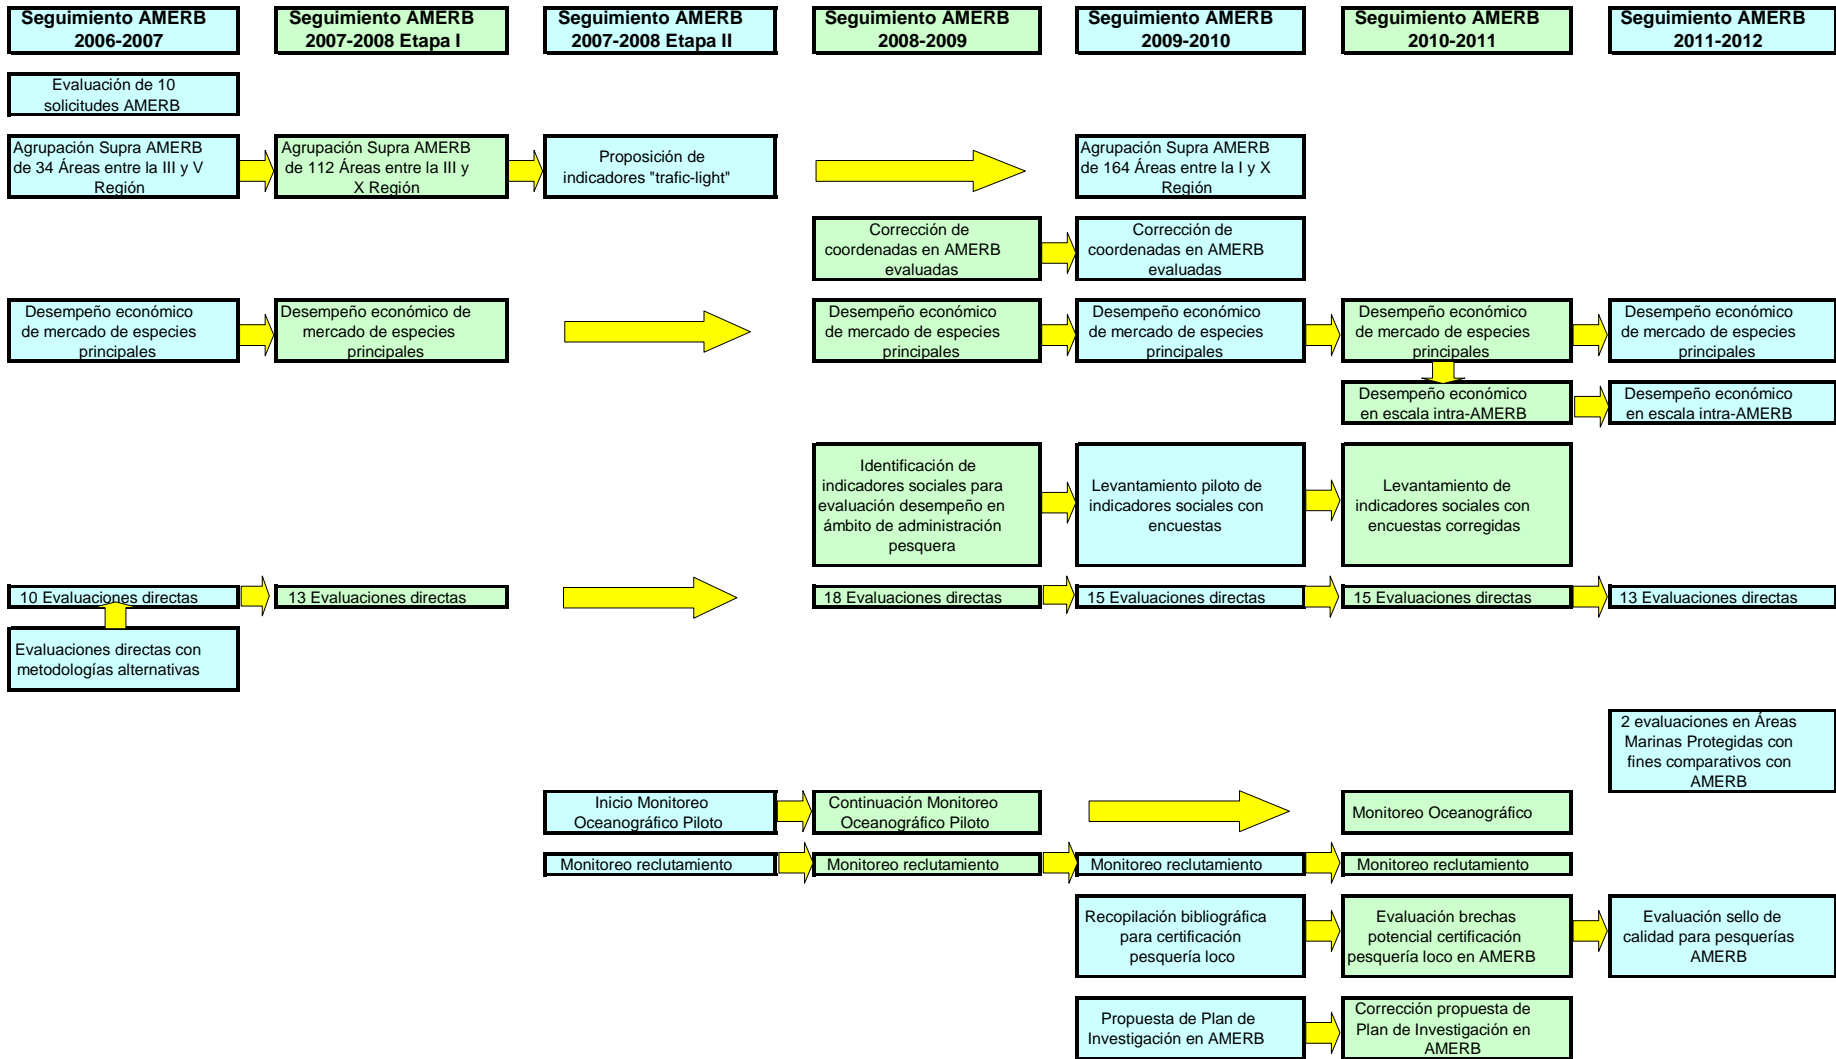 Seguimiento AMERB
2006-2007
Seguimiento AMERB
2007-2008 Etapa I
Seguimiento AMERB
2007-2008 Etapa II
Seguimiento AMERB
2008-2009
Seguimiento AMERB
2009-2010
Seguimiento AMERB
2010-2011
Seguimiento AMERB
2011-2012
Evaluación de 10
solicitudes AMERB
Agrupación Supra AMERB
de 34 Áreas entre la III y V
Región
Agrupación Supra AMERB
de 112 Áreas entre la III y
X Región
Proposición de
indicadores "trafic-light"
Agrupación Supra AMERB
de 164 Áreas entre la I y X
Región
Corrección de
coordenadas en AMERB
evaluadas
Corrección de
coordenadas en AMERB
evaluadas
Desempeño económico
de mercado de especies
principales
Desempeño económico de
mercado de especies
principales
Desempeño económico
de mercado de especies
principales
Desempeño económico
de mercado de especies
principales
Desempeño económico
de mercado de especies
principales
Desempeño económico
de mercado de especies
principales
Desempeño económico
en escala intra-AMERB
Desempeño económico
en escala intra-AMERB
Identificación de
indicadores sociales para
evaluación desempeño en
ámbito de administración
pesquera
Levantamiento piloto de
indicadores sociales con
encuestas
Levantamiento de
indicadores sociales con
encuestas corregidas
10 Evaluaciones directas
13 Evaluaciones directas
18 Evaluaciones directas
15 Evaluaciones directas
15 Evaluaciones directas
13 Evaluaciones directas
Evaluaciones directas con
metodologías alternativas
2 evaluaciones en Áreas
Marinas Protegidas con
fines comparativos con
AMERB
Inicio Monitoreo
Oceanográfico Piloto
Continuación Monitoreo
Oceanográfico Piloto
Monitoreo Oceanográfico
Monitoreo reclutamiento
Monitoreo reclutamiento
Monitoreo reclutamiento
Monitoreo reclutamiento
Recopilación bibliográfica
para certificación
pesquería loco
Evaluación brechas
potencial certificación
pesquería loco en AMERB
Evaluación sello de
calidad para pesquerías
AMERB
Propuesta de Plan de
Investigación en AMERB
Corrección propuesta de
Plan de Investigación en
AMERB